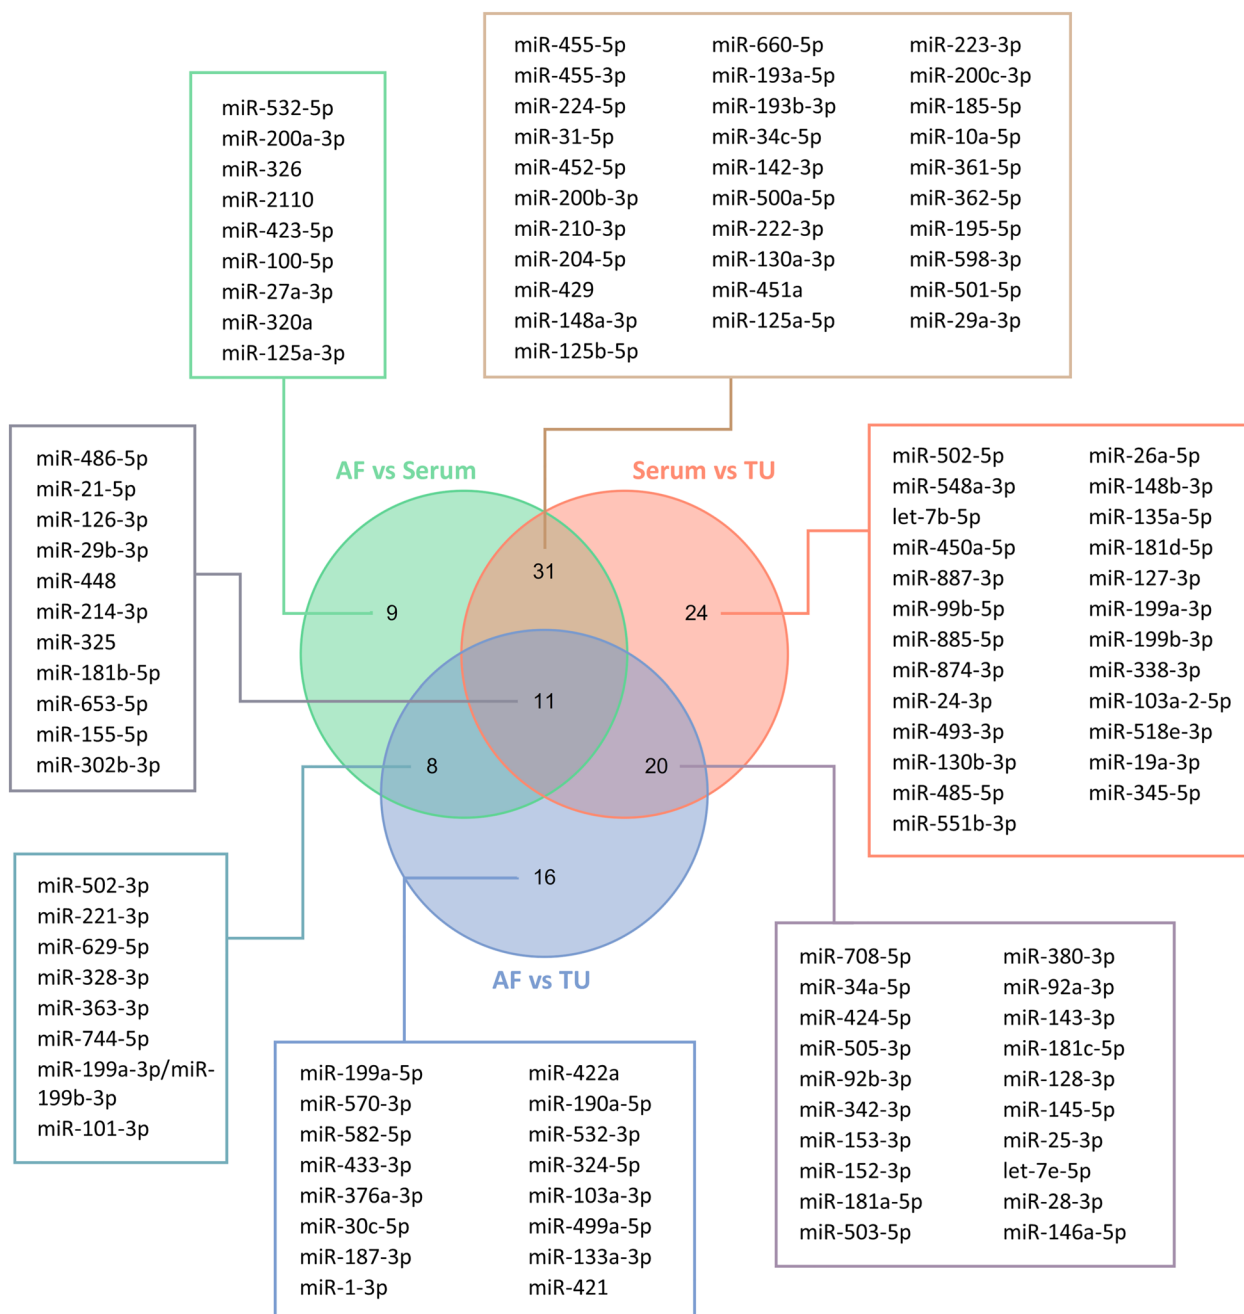 miR-532-5p
miR-200a-3p
miR-326
miR-2110
miR-423-5p
miR-100-5p
miR-27a-3p
miR-320a
miR-125a-3p
miR-455-5p miR-660-5p miR-223-3p
miR-455-3p miR-193a-5p miR-200c-3p
miR-224-5p miR-193b-3p miR-185-5p
miR-31-5p miR-34c-5p miR-10a-5p
miR-452-5p miR-142-3p miR-361-5p
miR-200b-3p miR-500a-5p miR-362-5p
miR-210-3p miR-222-3p miR-195-5p
miR-204-5p miR-130a-3p miR-598-3p
miR-429 miR-451a miR-501-5p
miR-148a-3p miR-125a-5p miR-29a-3p
miR-125b-5p
miR-486-5p
miR-21-5p
miR-126-3p
miR-29b-3p
miR-448
miR-214-3p
miR-325
miR-181b-5p
miR-653-5p
miR-155-5p
miR-302b-3p
AF vs Serum
Serum vs TU
31
9
24
11
8
20
16
AF vs TU
miR-502-5p miR-26a-5p
miR-548a-3p miR-148b-3p
let-7b-5p miR-135a-5p
miR-450a-5p miR-181d-5p
miR-887-3p miR-127-3p
miR-99b-5p miR-199a-3p
miR-885-5p miR-199b-3p
miR-874-3p miR-338-3p
miR-24-3p miR-103a-2-5p
miR-493-3p miR-518e-3p
miR-130b-3p miR-19a-3p
miR-485-5p miR-345-5p
miR-551b-3p
miR-502-3p
miR-221-3p
miR-629-5p
miR-328-3p
miR-363-3p
miR-744-5p
miR-199a-3p/miR-
199b-3p
miR-101-3p
miR-199a-5p miR-422a
miR-570-3p miR-190a-5p
miR-582-5p miR-532-3p
miR-433-3p miR-324-5p
miR-376a-3p miR-103a-3p
miR-30c-5p miR-499a-5p
miR-187-3p miR-133a-3p
miR-1-3p miR-421
miR-708-5p miR-380-3p
miR-34a-5p miR-92a-3p
miR-424-5p miR-143-3p
miR-505-3p miR-181c-5p
miR-92b-3p miR-128-3p
miR-342-3p miR-145-5p
miR-153-3p miR-25-3p
miR-152-3p let-7e-5p
miR-181a-5p miR-28-3p
miR-503-5p miR-146a-5p